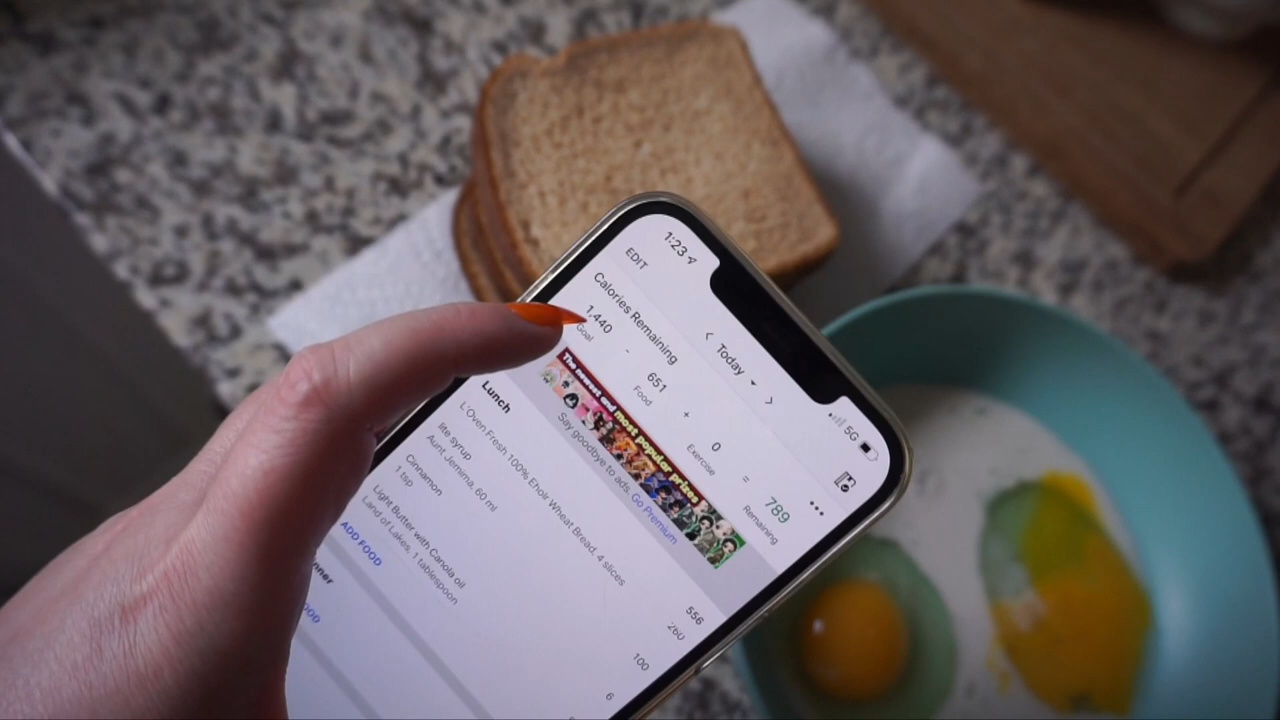 1:23
5G
EDIT
< Today >
Calories Remaining
1,440 - 651 + 0 = 789
Goal Food Exercise Remaining
The newest and most popular prizes
Say goodbye to ads. Go Premium
Lunch 556
L'Oven Fresh 100% Whole Wheat Bread, 4 slices 260
lite syrup 100
Aunt Jemima, 60 ml
Cinnamon 6
1 tsp
Light Butter with Canola oil
Land of Lakes, 1 tablespoon
ADD FOOD
nner
OOD